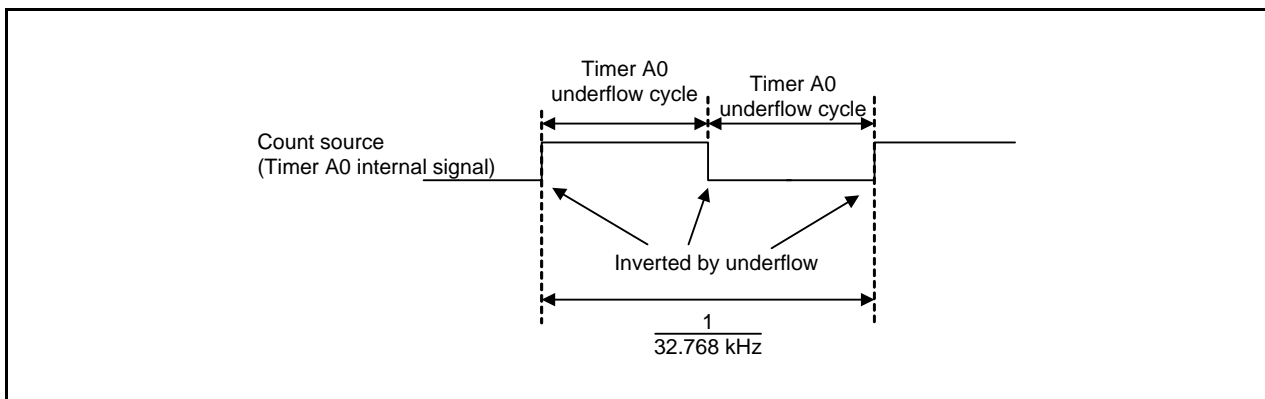 Timer A0
underflow cycle
Timer A0
underflow cycle
Count source
(Timer A0 internal signal)
Inverted by underflow
1
32.768 kHz